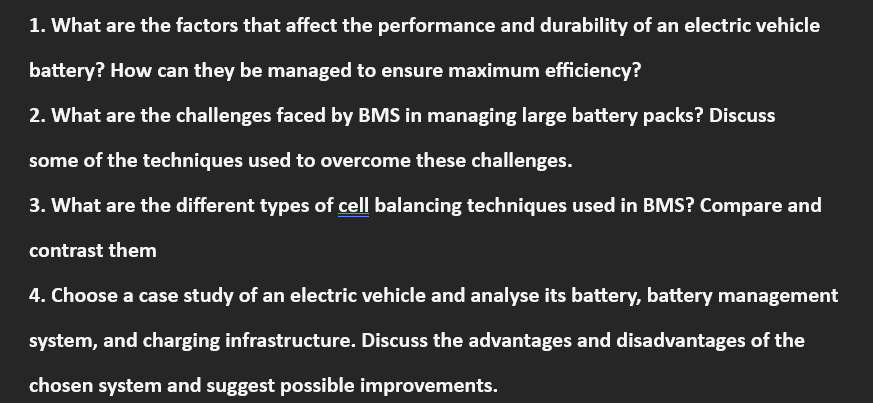 1. What are the factors that affect the performance and durability of an electric vehicle
battery? How can they be managed to ensure maximum efficiency?
2. What are the challenges faced by BMS in managing large battery packs? Discuss
some of the techniques used to overcome these challenges.
3. What are the different types of cell balancing techniques used in BMS? Compare and
contrast them
4. Choose a case study of an electric vehicle and analyse its battery, battery management
system, and charging infrastructure. Discuss the advantages and disadvantages of the
chosen system and suggest possible improvements.